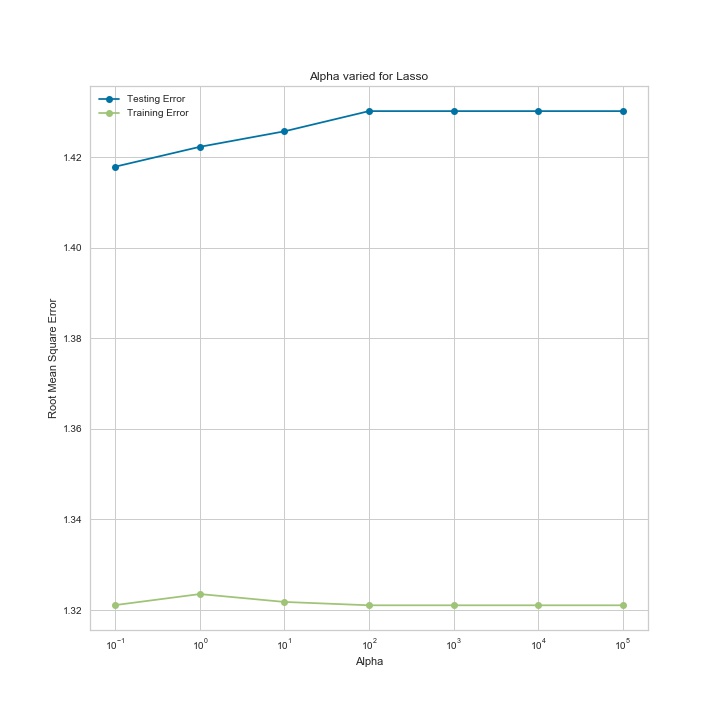 Alpha varied for Lasso
Testing Error
Training Error
1.42
1.40
1.38
1.36
1.34
1.32
Root Mean Square Error
10⁻¹ 10⁰ 10¹ 10² 10³ 10⁴ 10⁵
Alpha